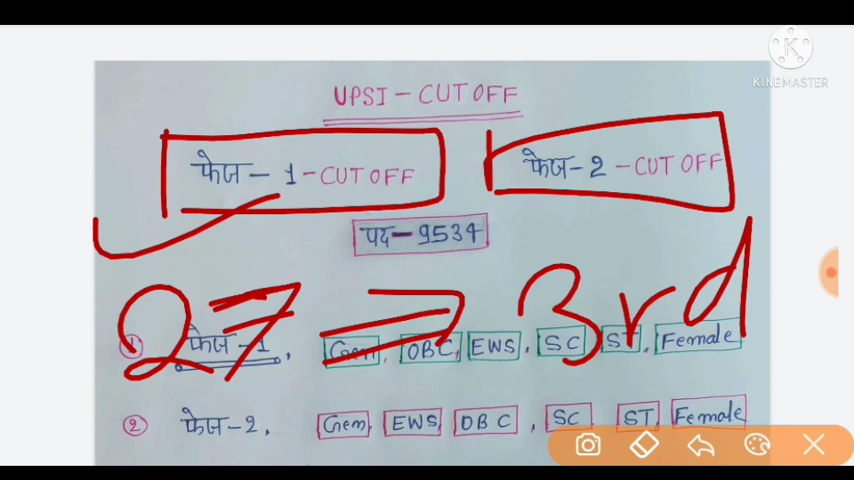 KINEMASTER
UPSI - CUT OFF
फेज - 1 - CUT OFF
फेज - 2 - CUT OFF
पद - 9534
27 = 3rd
1 फेज - 1, Gen, OBC, EWS, SC ST, Female
2 फेज - 2, Gen, EWS, OBC, SC ST, Female